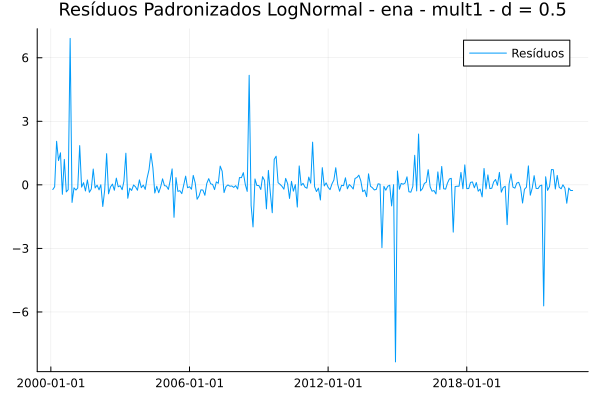 Resíduos Padronizados LogNormal - ena - mult1 - d = 0.5
Resíduos
6
3
0
−3
−6
2000-01-01 2006-01-01 2012-01-01 2018-01-01